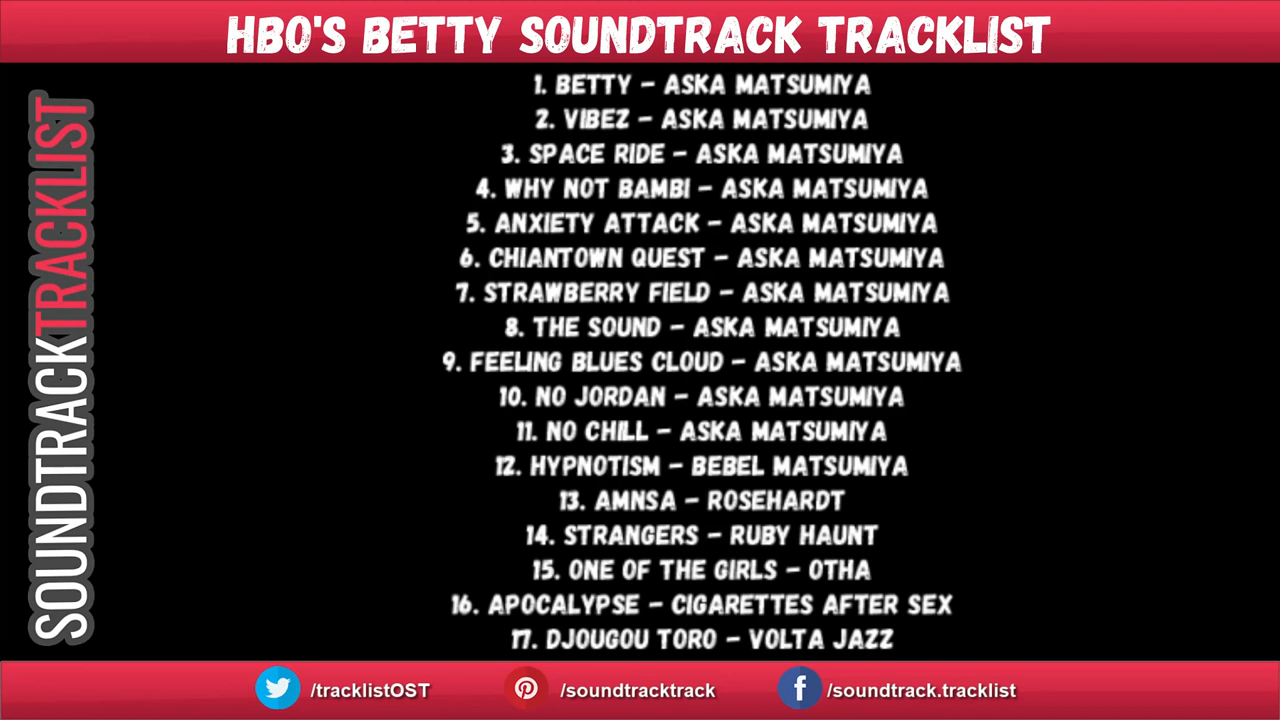 HBO'S BETTY SOUNDTRACK TRACKLIST
SOUNDTRACKTRACKLIST
1. BETTY – ASKA MATSUMIYA
2. VIBEZ – ASKA MATSUMIYA
3. SPACE RIDE – ASKA MATSUMIYA
4. WHY NOT BAMBI – ASKA MATSUMIYA
5. ANXIETY ATTACK – ASKA MATSUMIYA
6. CHIANTOWN QUEST – ASKA MATSUMIYA
7. STRAWBERRY FIELD – ASKA MATSUMIYA
8. THE SOUND – ASKA MATSUMIYA
9. FEELING BLUES CLOUD – ASKA MATSUMIYA
10. NO JORDAN – ASKA MATSUMIYA
11. NO CHILL – ASKA MATSUMIYA
12. HYPNOTISM – BEBEL MATSUMIYA
13. AMNSA – ROSEHARDT
14. STRANGERS – RUBY HAUNT
15. ONE OF THE GIRLS – OTHA
16. APOCALYPSE – CIGARETTES AFTER SEX
17. DJOUGOU TORO – VOLTA JAZZ
/tracklistOST /soundtracktrack /soundtrack.tracklist